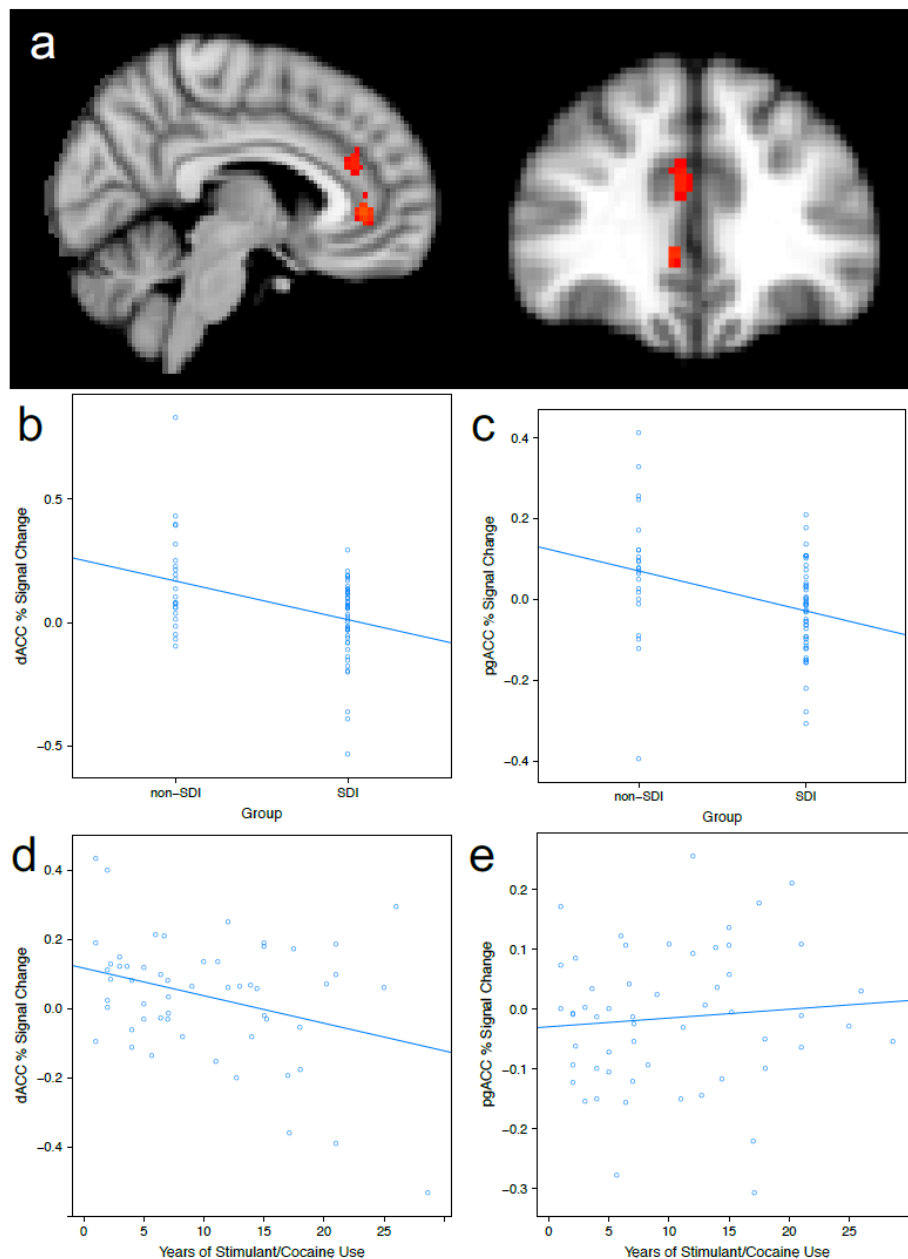 a
b
dACC % Signal Change
0.5
0.0
−0.5
non-SDI
SDI
Group
c
pgACC % Signal Change
0.4
0.2
0.0
−0.2
−0.4
non-SDI
SDI
Group
d
dACC % Signal Change
0.4
0.2
0.0
−0.2
−0.4
0 5 10 15 20 25
Years of Stimulant/Cocaine Use
e
pgACC % Signal Change
0.2
0.1
0.0
−0.1
−0.2
−0.3
0 5 10 15 20 25
Years of Stimulant/Cocaine Use